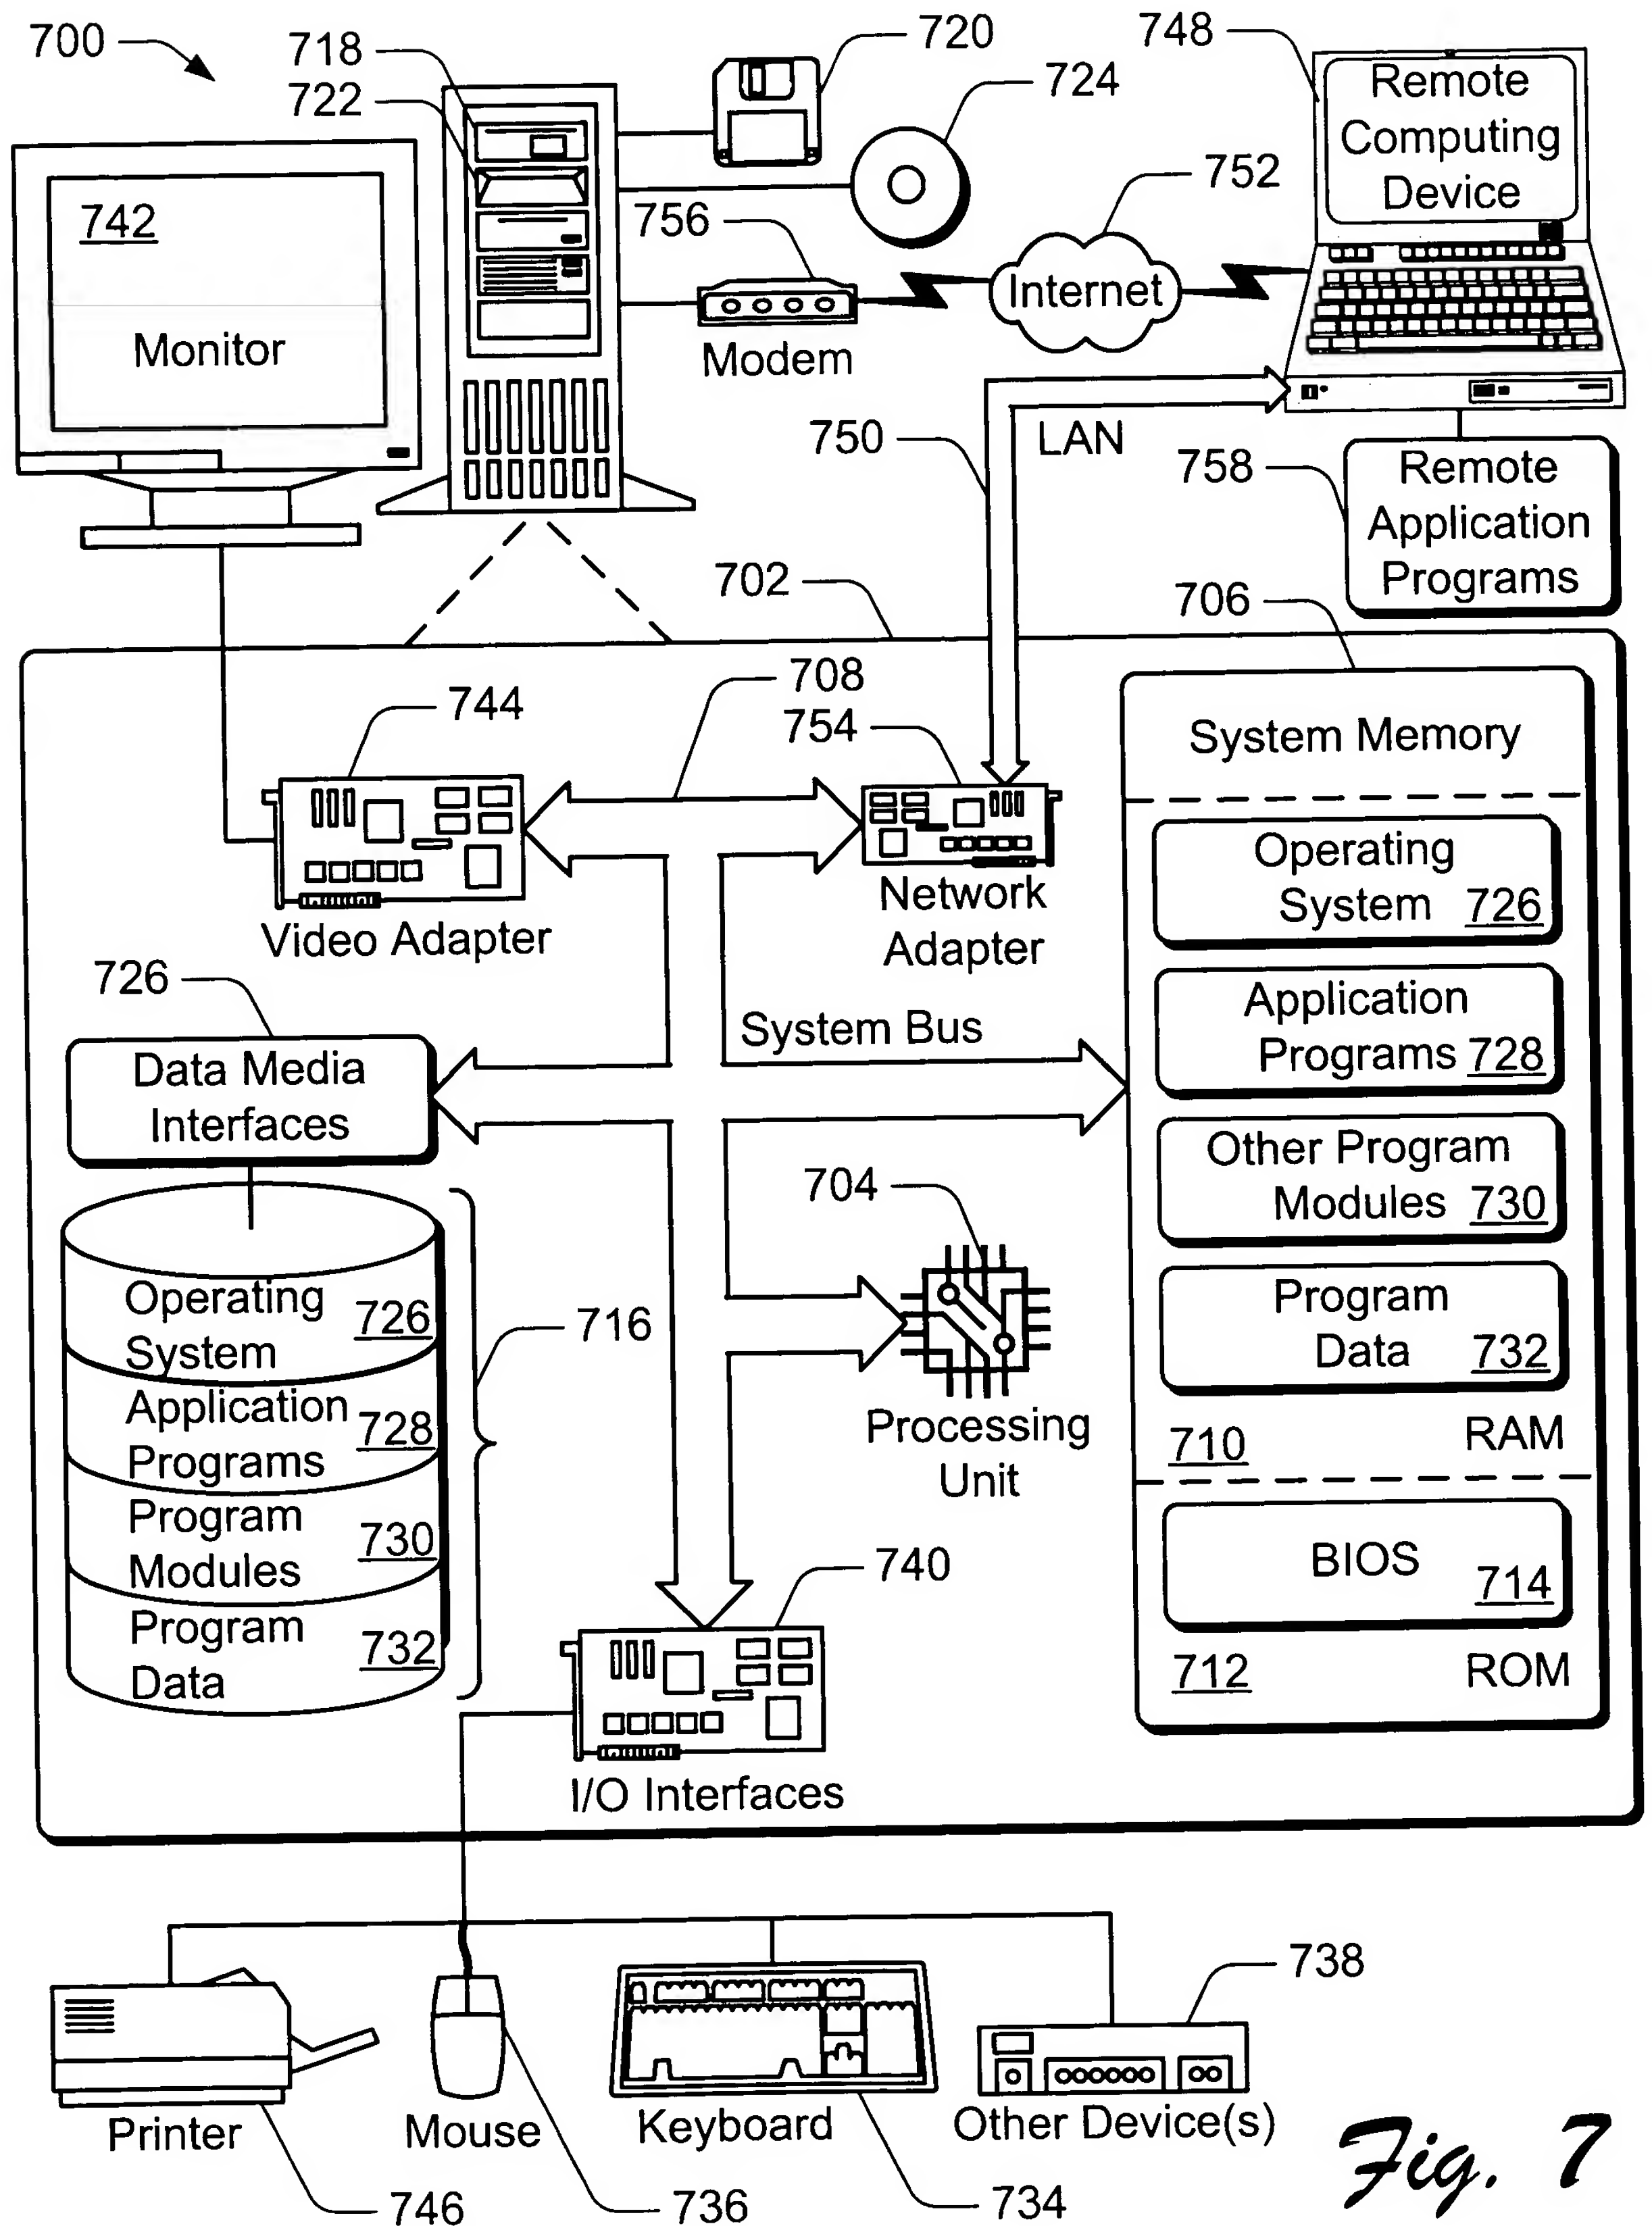 700
718
722
720
724
748
Remote
Computing
Device
742
Monitor
756
Modem
752
Internet
750
LAN
758
Remote
Application
Programs
702
706
708
744
754
Video Adapter
Network
Adapter
System Memory
Operating
System 726
Application
Programs 728
Other Program
Modules 730
Program
Data 732
710 RAM
BIOS
714
712 ROM
726
Data Media
Interfaces
System Bus
704
Processing
Unit
Operating
System 726
Application
Programs 728
Program
Modules 730
Program
Data 732
716
740
I/O Interfaces
738
Printer
Mouse
Keyboard
Other Device(s)
746
736
734
Fig. 7